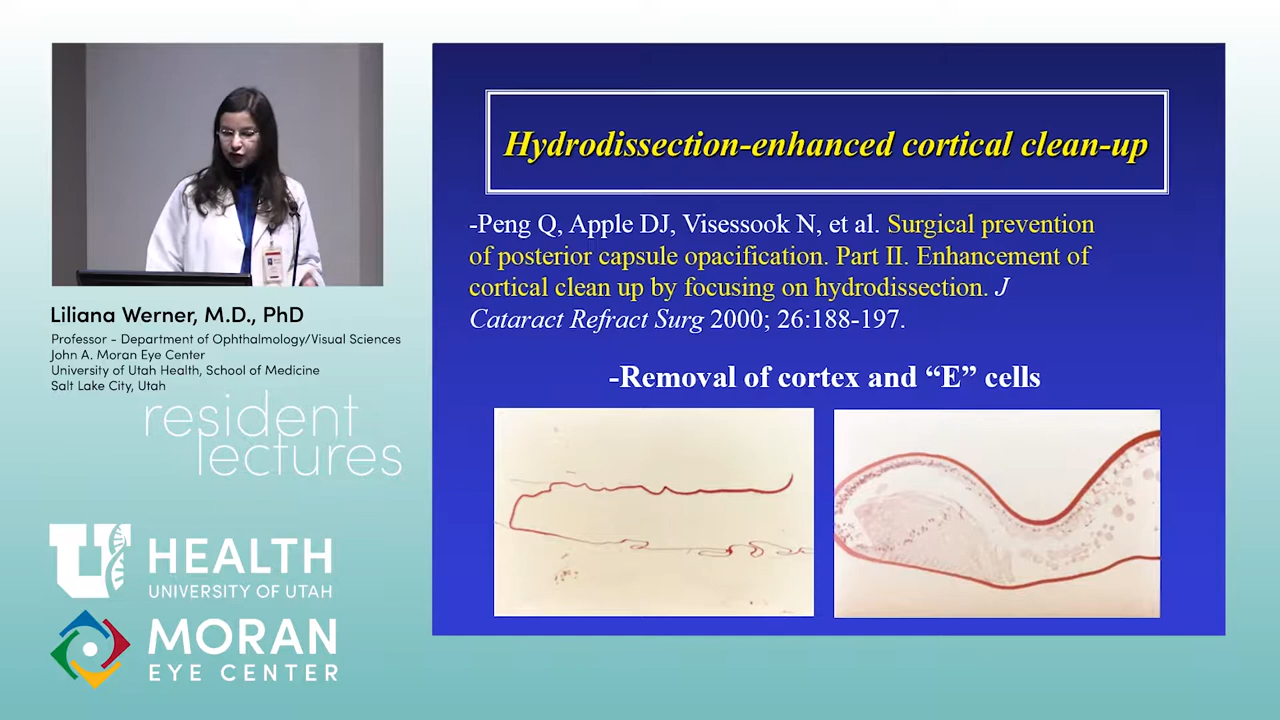 Liliana Werner, M.D., PhD
Professor - Department of Ophthalmology/Visual Sciences
John A. Moran Eye Center
University of Utah Health, School of Medicine
Salt Lake City, Utah
resident
lectures
U HEALTH
UNIVERSITY OF UTAH
MORAN
EYE CENTER
Hydrodissection-enhanced cortical clean-up
-Peng Q, Apple DJ, Visessook N, et al. Surgical prevention
of posterior capsule opacification. Part II. Enhancement of
cortical clean up by focusing on hydrodissection. J
Cataract Refract Surg 2000; 26:188-197.
-Removal of cortex and “E” cells